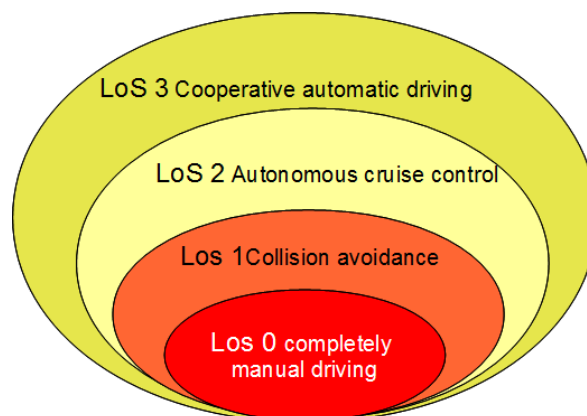 LoS 3 Cooperative automatic driving
LoS 2 Autonomous cruise control
Los 1Collision avoidance
Los 0 completely
manual driving